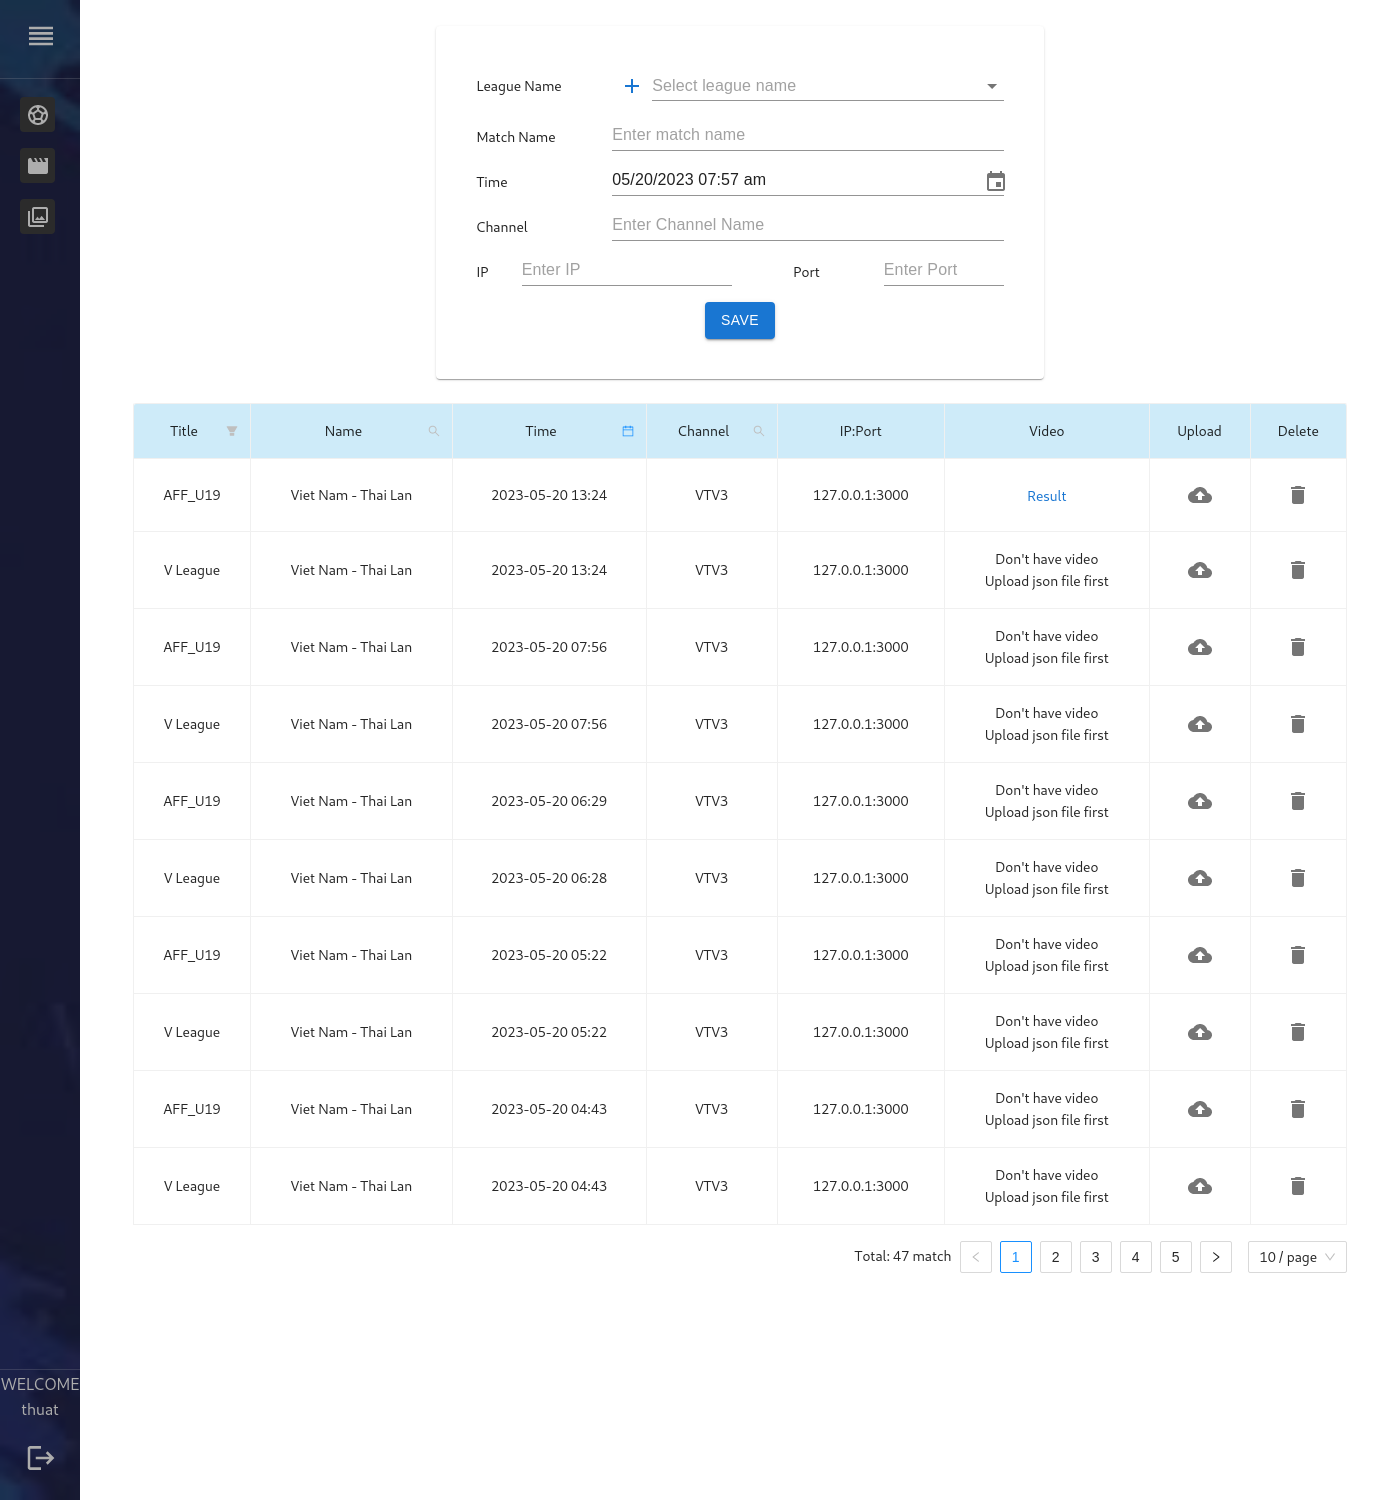 League Name Select league name
Match Name Enter match name
Time 05/20/2023 07:57 am
Channel Enter Channel Name
IP Enter IP Port Enter Port
SAVE
Title Name Time Channel IP:Port Video Upload Delete
AFF_U19 Viet Nam - Thai Lan 2023-05-20 13:24 VTV3 127.0.0.1:3000 Result
V League Viet Nam - Thai Lan 2023-05-20 13:24 VTV3 127.0.0.1:3000 Don't have video
Upload json file first
AFF_U19 Viet Nam - Thai Lan 2023-05-20 07:56 VTV3 127.0.0.1:3000 Don't have video
Upload json file first
V League Viet Nam - Thai Lan 2023-05-20 07:56 VTV3 127.0.0.1:3000 Don't have video
Upload json file first
AFF_U19 Viet Nam - Thai Lan 2023-05-20 06:29 VTV3 127.0.0.1:3000 Don't have video
Upload json file first
V League Viet Nam - Thai Lan 2023-05-20 06:28 VTV3 127.0.0.1:3000 Don't have video
Upload json file first
AFF_U19 Viet Nam - Thai Lan 2023-05-20 05:22 VTV3 127.0.0.1:3000 Don't have video
Upload json file first
V League Viet Nam - Thai Lan 2023-05-20 05:22 VTV3 127.0.0.1:3000 Don't have video
Upload json file first
AFF_U19 Viet Nam - Thai Lan 2023-05-20 04:43 VTV3 127.0.0.1:3000 Don't have video
Upload json file first
V League Viet Nam - Thai Lan 2023-05-20 04:43 VTV3 127.0.0.1:3000 Don't have video
Upload json file first
Total: 47 match 1 2 3 4 5 10 / page
WELCOME
thuat